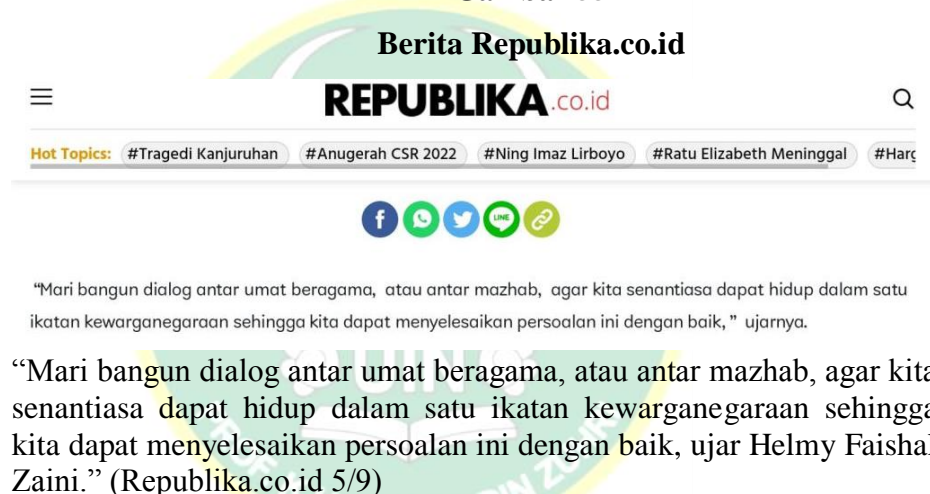 Berita Republika.co.id
REPUBLIKA.co.id
Hot Topics: #Tragedi Kanjuruhan #Anugerah CSR 2022 #Ning Imaz Lirboyo #Ratu Elizabeth Meninggal #Harg
f LINE
“Mari bangun dialog antar umat beragama, atau antar mazhab, agar kita senantiasa dapat hidup dalam satu
ikatan kewarganegaraan sehingga kita dapat menyelesaikan persoalan ini dengan baik, ” ujarnya.
“Mari bangun dialog antar umat beragama, atau antar mazhab, agar kita
senantiasa dapat hidup dalam satu ikatan kewarganegaraan sehingga
kita dapat menyelesaikan persoalan ini dengan baik, ujar Helmy Faishal
Zaini.” (Republika.co.id 5/9)
UIN